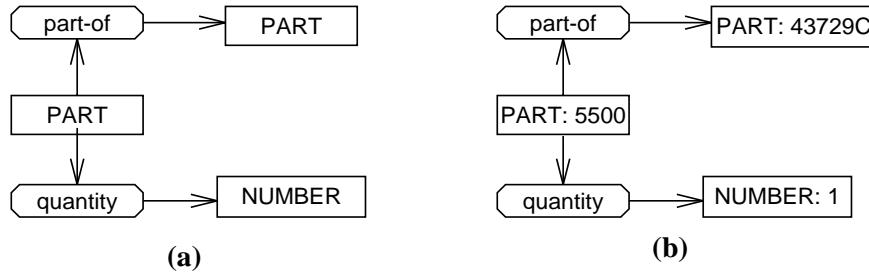 part-of
PART
PART
quantity
NUMBER
(a)
part-of
PART: 43729C
PART: 5500
quantity
NUMBER: 1
(b)